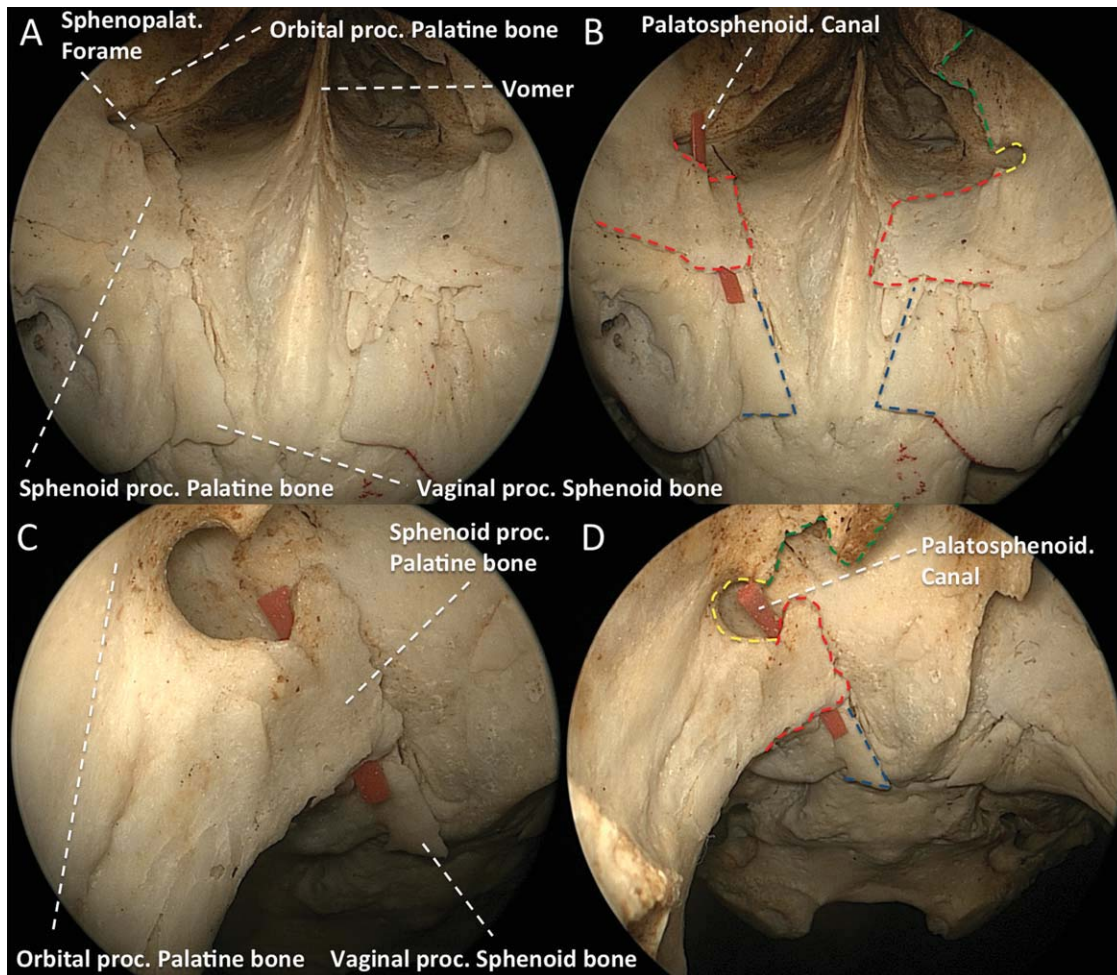 A
Sphenopalat.
Forame
Orbital proc. Palatine bone
Vomer
Sphenoid proc. Palatine bone
Vaginal proc. Sphenoid bone
B
Palatosphenoid. Canal
C
Sphenoid proc.
Palatine bone
Orbital proc. Palatine bone
Vaginal proc. Sphenoid bone
D
Palatosphenoid.
Canal